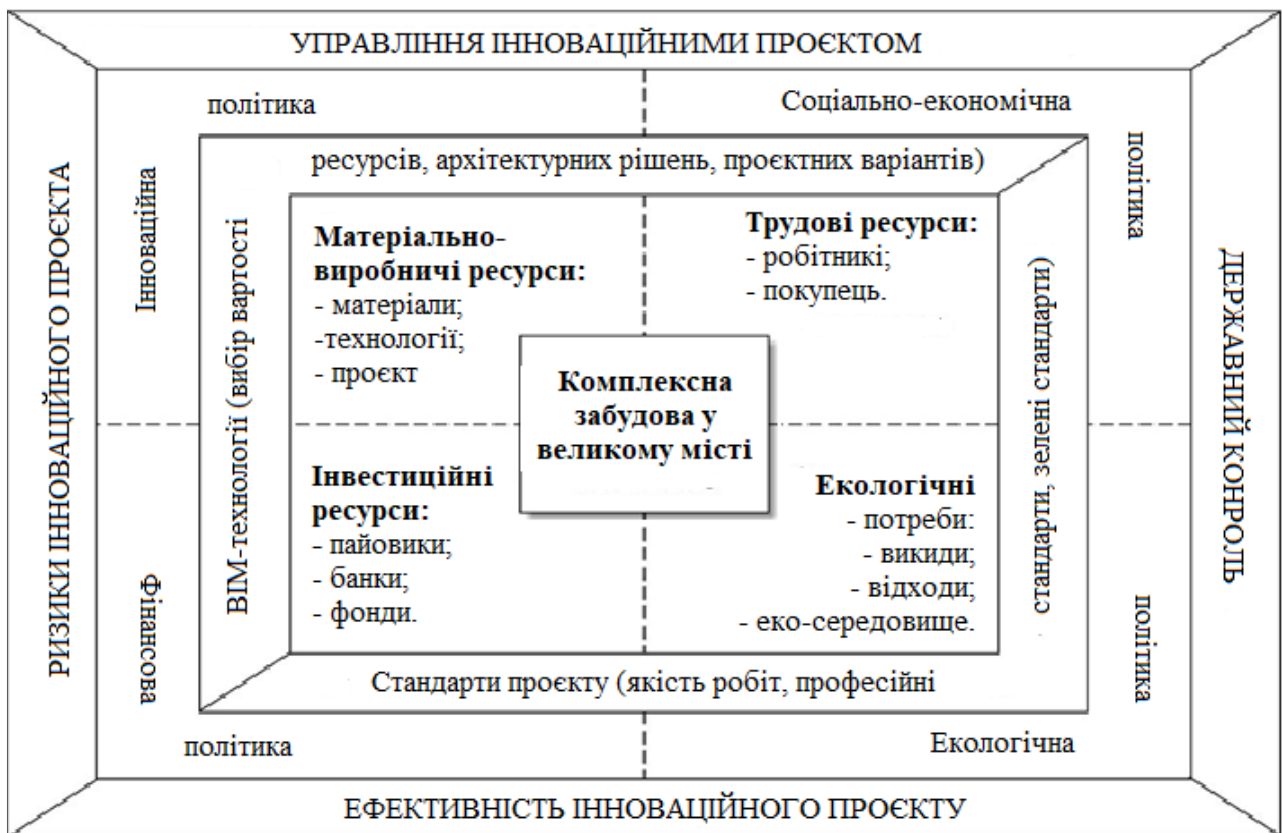 УПРАВЛІННЯ ІННОВАЦІЙНИМИ ПРОЄКТОМ
політика
Соціально-економічна
політика
Інноваційна
РИЗИКИ ІННОВАЦІЙНОГО ПРОЄКТА
ДЕРЖАВНИЙ КОНРОЛЬ
ВІМ-технології (вибір вартості
ресурсів, архітектурних рішень, проєктних варіантів)
Матеріально-
виробничі ресурси:
- матеріали;
-технології;
- проєкт
Трудові ресурси:
- робітникі;
- покупець.
Комплексна
забудова у
великому місті
Інвестиційні
ресурси:
- пайовики;
- банки;
- фонди.
Екологічні
- потреби:
- викиди;
- відходи;
- еко-середовище.
Стандарти проєкту (якість робіт, професійні
стандарти, зелені стандарти)
Фінансова
політика
Екологічна
політика
ЕФЕКТИВНІСТЬ ІННОВАЦІЙНОГО ПРОЄКТУ